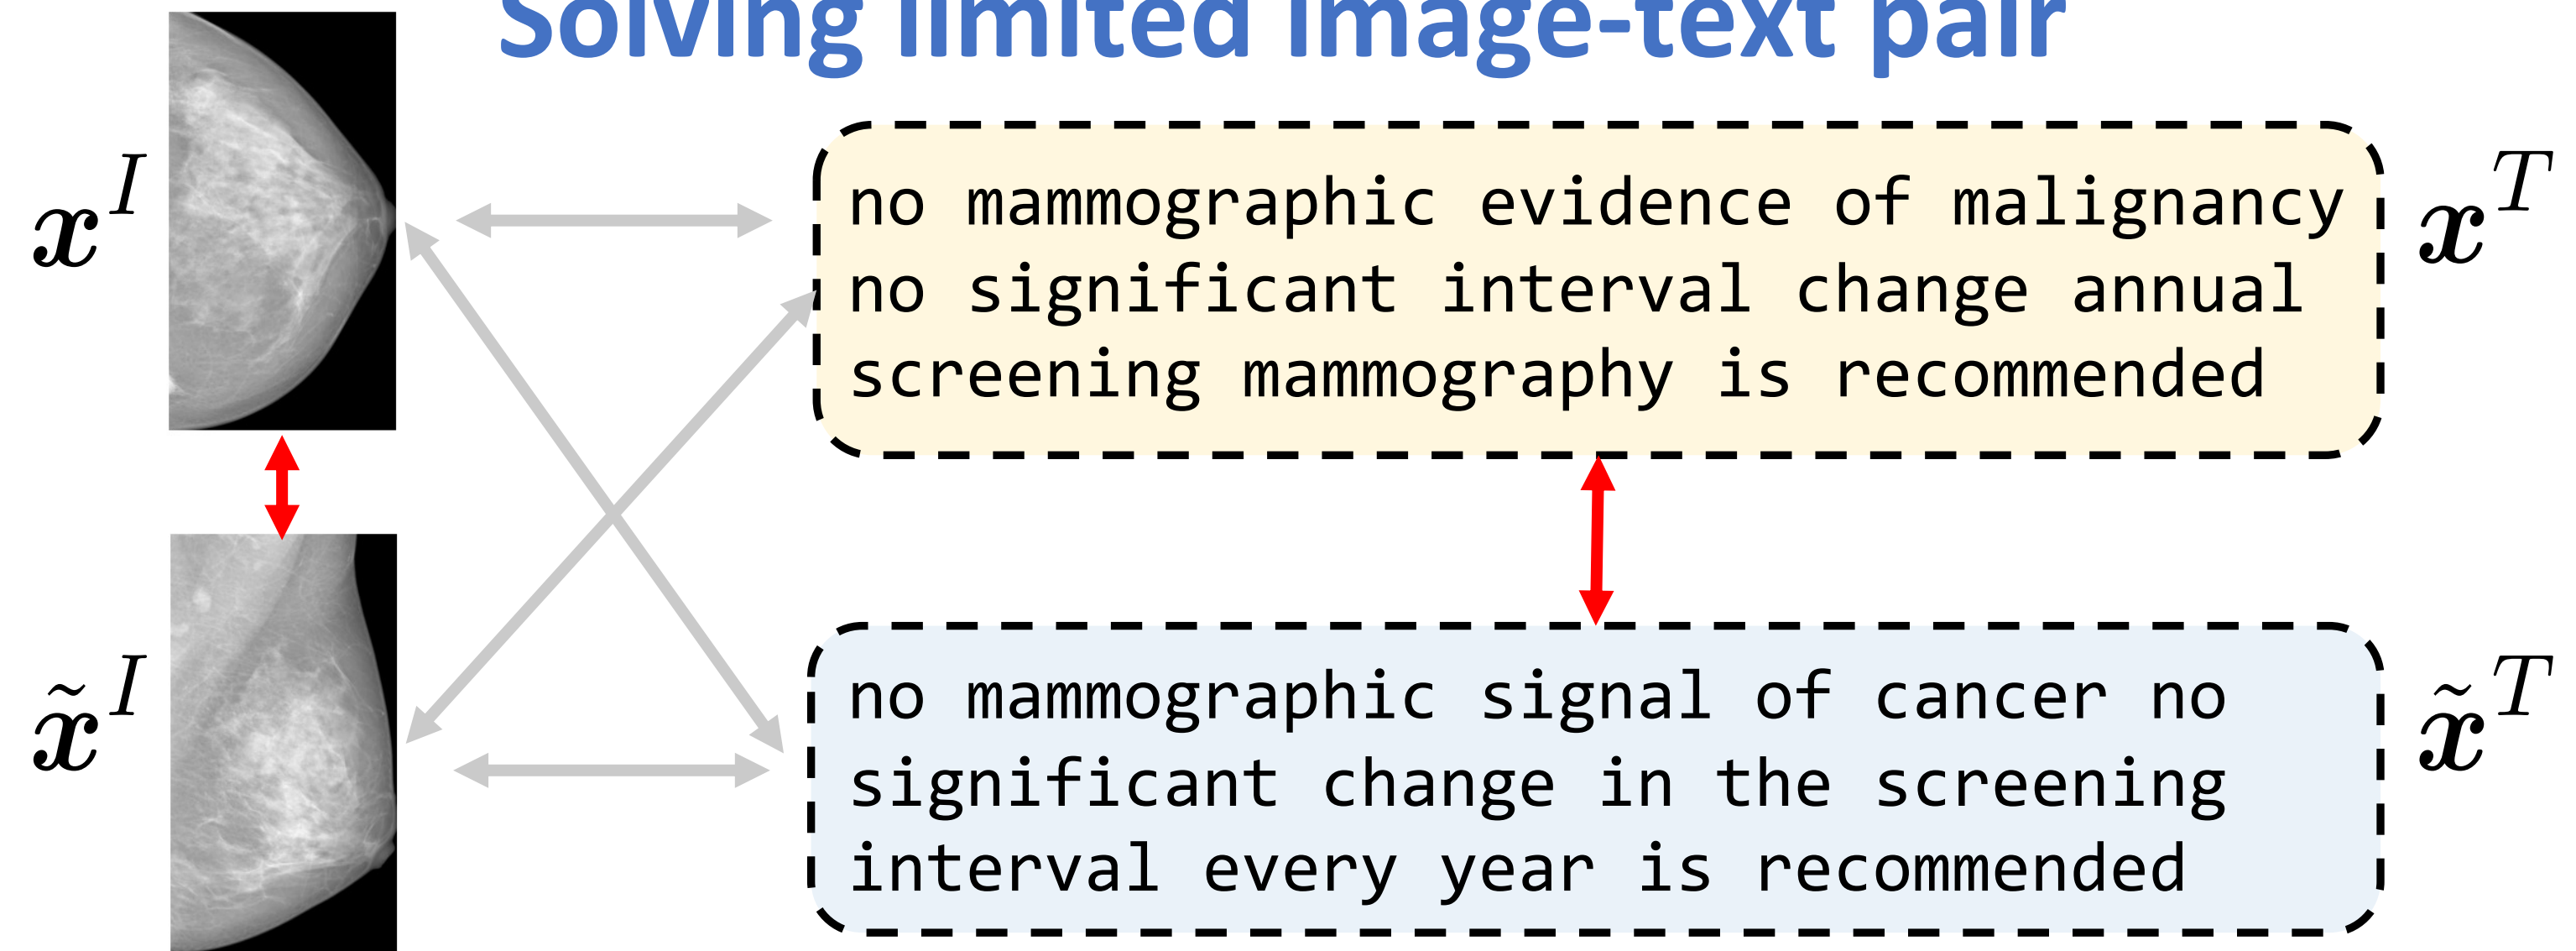 Solving limited image-text pair
x^I
no mammographic evidence of malignancy
no significant interval change annual
screening mammography is recommended
x^T
x̃^I
no mammographic signal of cancer no
significant change in the screening
interval every year is recommended
x̃^T